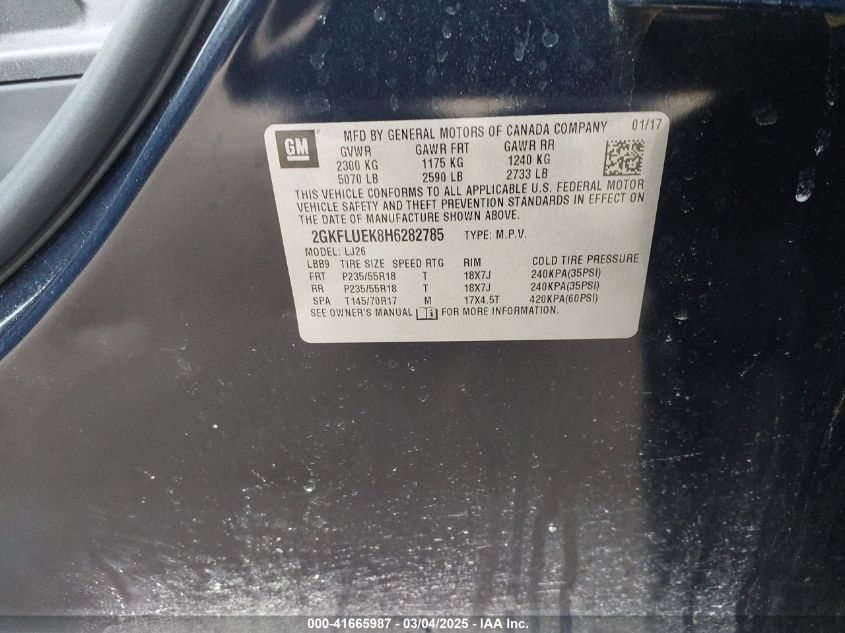 GM
MFD BY GENERAL MOTORS OF CANADA COMPANY 01/17
GVWR GAWR FRT GAWR RR
2300 KG 1175 KG 1240 KG
5070 LB 2590 LB 2733 LB
THIS VEHICLE CONFORMS TO ALL APPLICABLE U.S. FEDERAL MOTOR
VEHICLE SAFETY AND THEFT PREVENTION STANDARDS IN EFFECT ON
THE DATE OF MANUFACTURE SHOWN ABOVE.
2GKFLUEK8H6282785 TYPE: M.P.V.
MODEL: LJ26
LBB9 TIRE SIZE SPEED RTG RIM COLD TIRE PRESSURE
FRT P235/55R18 T 18X7J 240KPA(35PSI)
RR P235/55R18 T 18X7J 240KPA(35PSI)
SPA T145/70R17 M 17X4.5T 420KPA(60PSI)
SEE OWNER'S MANUAL FOR MORE INFORMATION.
000-41665987 - 03/04/2025 - IAA Inc.